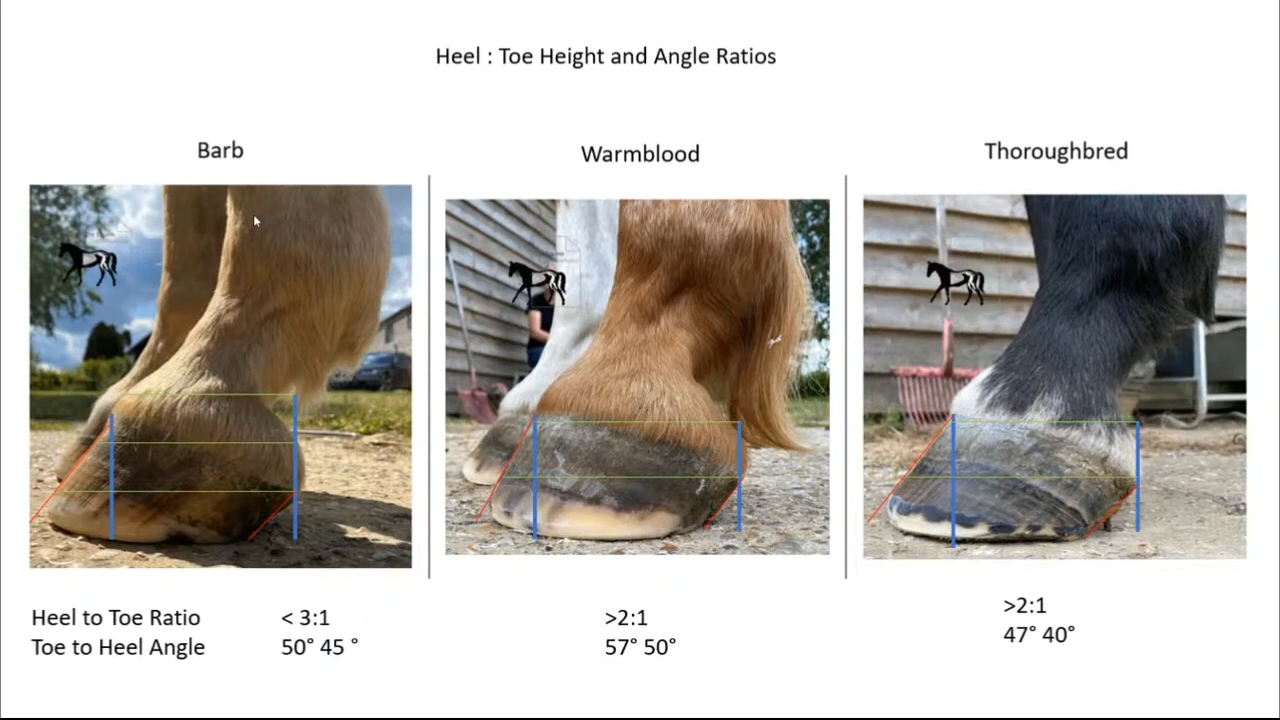 Heel : Toe Height and Angle Ratios
Barb
Warmblood
Thoroughbred
Heel to Toe Ratio < 3:1 >2:1 >2:1
Toe to Heel Angle 50° 45 ° 57° 50° 47° 40°